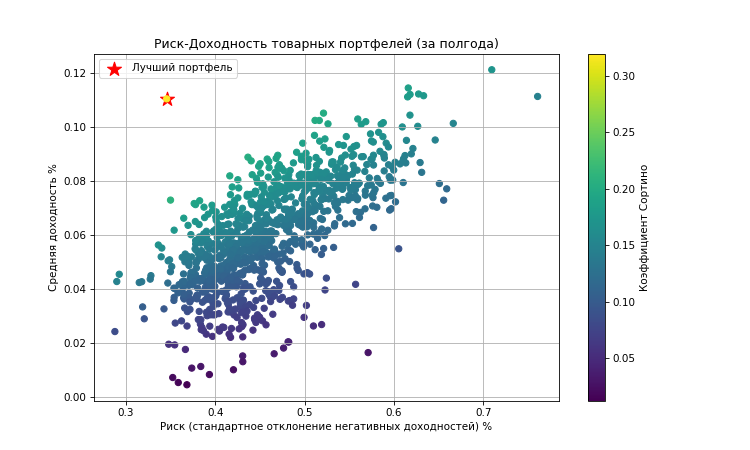 Риск-Доходность товарных портфелей (за полгода)
Лучший портфель
Средняя доходность %
0.12
0.10
0.08
0.06
0.04
0.02
0.00
0.3 0.4 0.5 0.6 0.7
Риск (стандартное отклонение негативных доходностей) %
0.30
0.25
0.20
0.15
0.10
0.05
Коэффициент Сортино